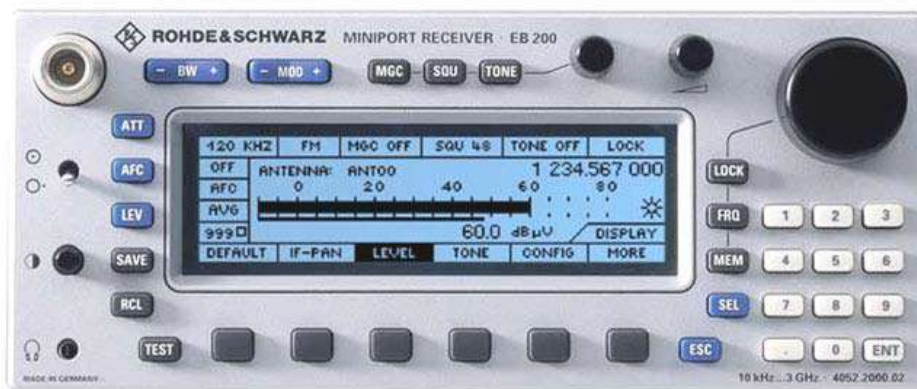 ROHDE&SCHWARZ MINIPORT RECEIVER · EB 200
- BW + - MOD + MGC SQU TONE
ATT
AFC
LEV
SAVE
RCL
TEST
120 KHZ FM MGC OFF SQU 48 TONE OFF LOCK
OFF ANTENNA: ANT00 1 234.567 000
AFC 0 20 40 60 80
AVG
999 60.0 dBµV DISPLAY
DEFAULT IF-PAN LEVEL TONE CONFIG MORE
LOCK
FRQ 1 2 3
MEM 4 5 6
SEL 7 8 9
ESC . 0 ENT
MADE IN GERMANY
10 kHz...3 GHz · 4052.2000.02